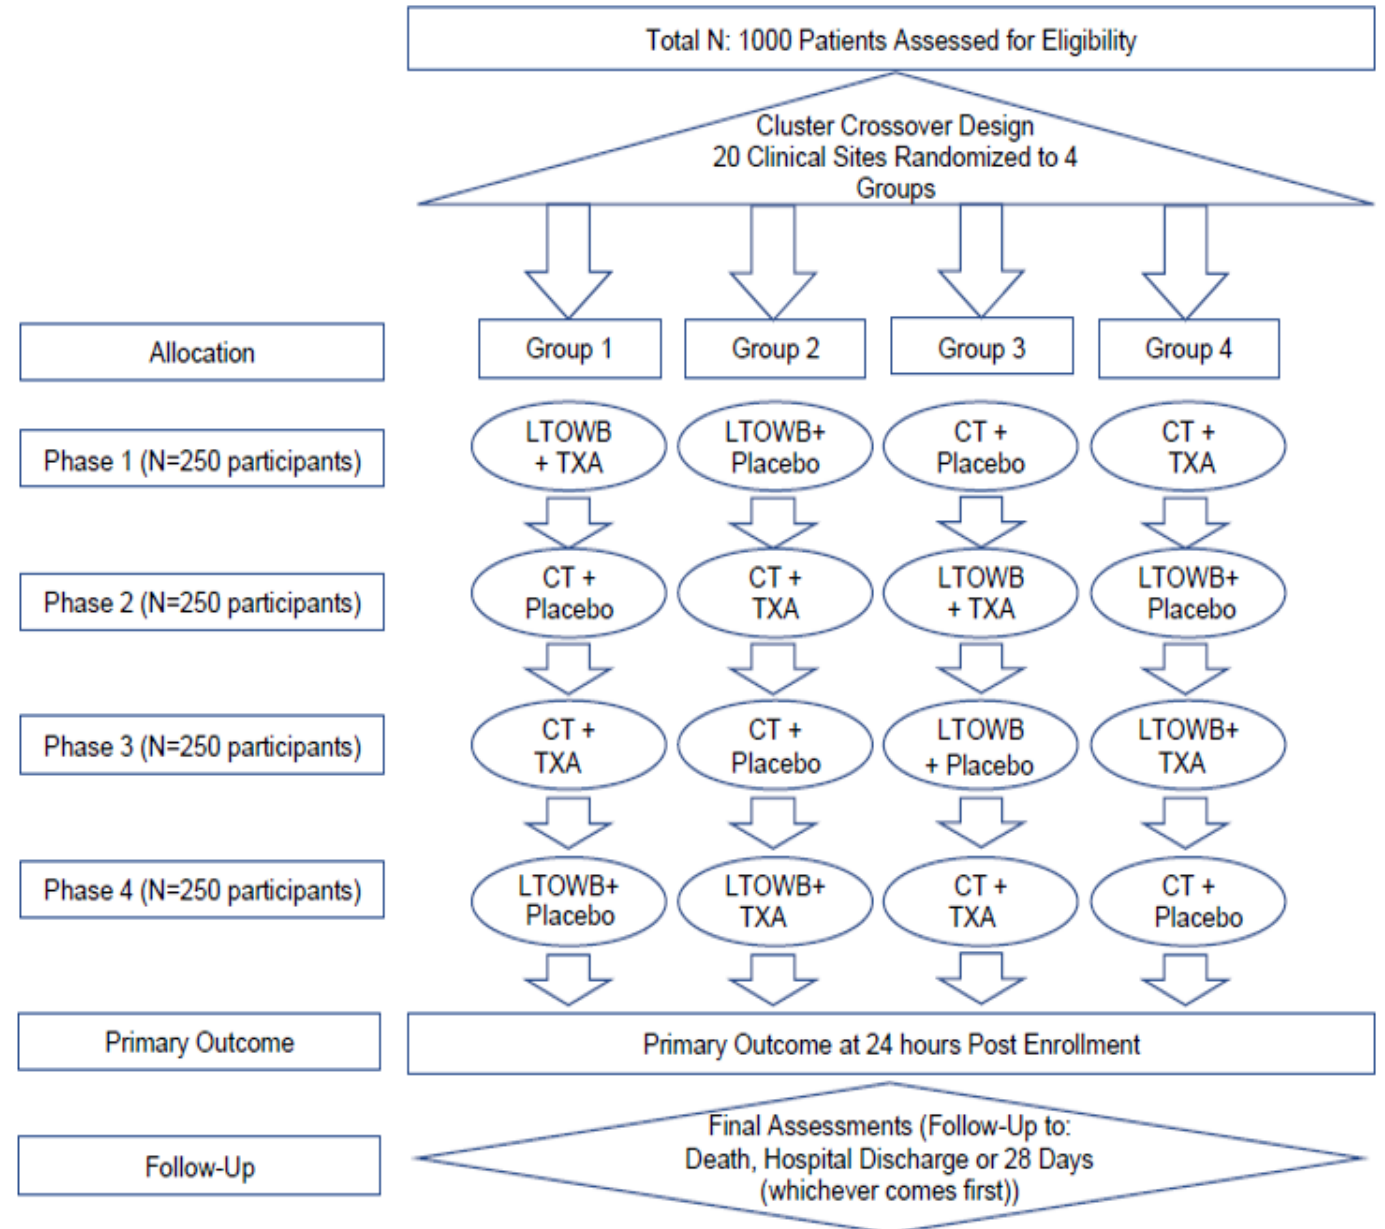 Total N: 1000 Patients Assessed for Eligibility
Cluster Crossover Design
20 Clinical Sites Randomized to 4
Groups
Allocation
Group 1
Group 2
Group 3
Group 4
Phase 1 (N=250 participants)
LTOWB
+ TXA
LTOWB+
Placebo
CT +
Placebo
CT +
TXA
Phase 2 (N=250 participants)
CT +
Placebo
CT +
TXA
LTOWB
+ TXA
LTOWB+
Placebo
Phase 3 (N=250 participants)
CT +
TXA
CT +
Placebo
LTOWB
+ Placebo
LTOWB+
TXA
Phase 4 (N=250 participants)
LTOWB+
Placebo
LTOWB+
TXA
CT +
TXA
CT +
Placebo
Primary Outcome
Primary Outcome at 24 hours Post Enrollment
Follow-Up
Final Assessments (Follow-Up to:
Death, Hospital Discharge or 28 Days
(whichever comes first))